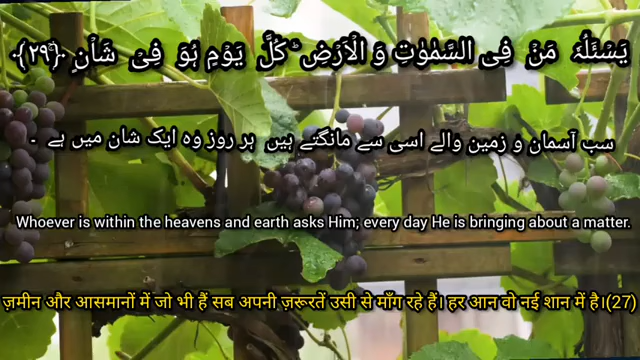 یَسْـَٔلُهٗ مَنْ فِی السَّمٰوٰتِ وَ الْاَرْضِؕ كُلَّ یَوْمٍ هُوَ فِیْ شَاْنٍۚ ﴿۲۹﴾
سب آسمان و زمین والے اسی سے مانگتے ہیں ہر روز وہ ایک شان میں ہے ۔
Whoever is within the heavens and earth asks Him; every day He is bringing about a matter.
ज़मीन और आसमानों में जो भी हैं सब अपनी ज़रूरतें उसी से माँग रहे हैं। हर आन वो नई शान में है।(27)